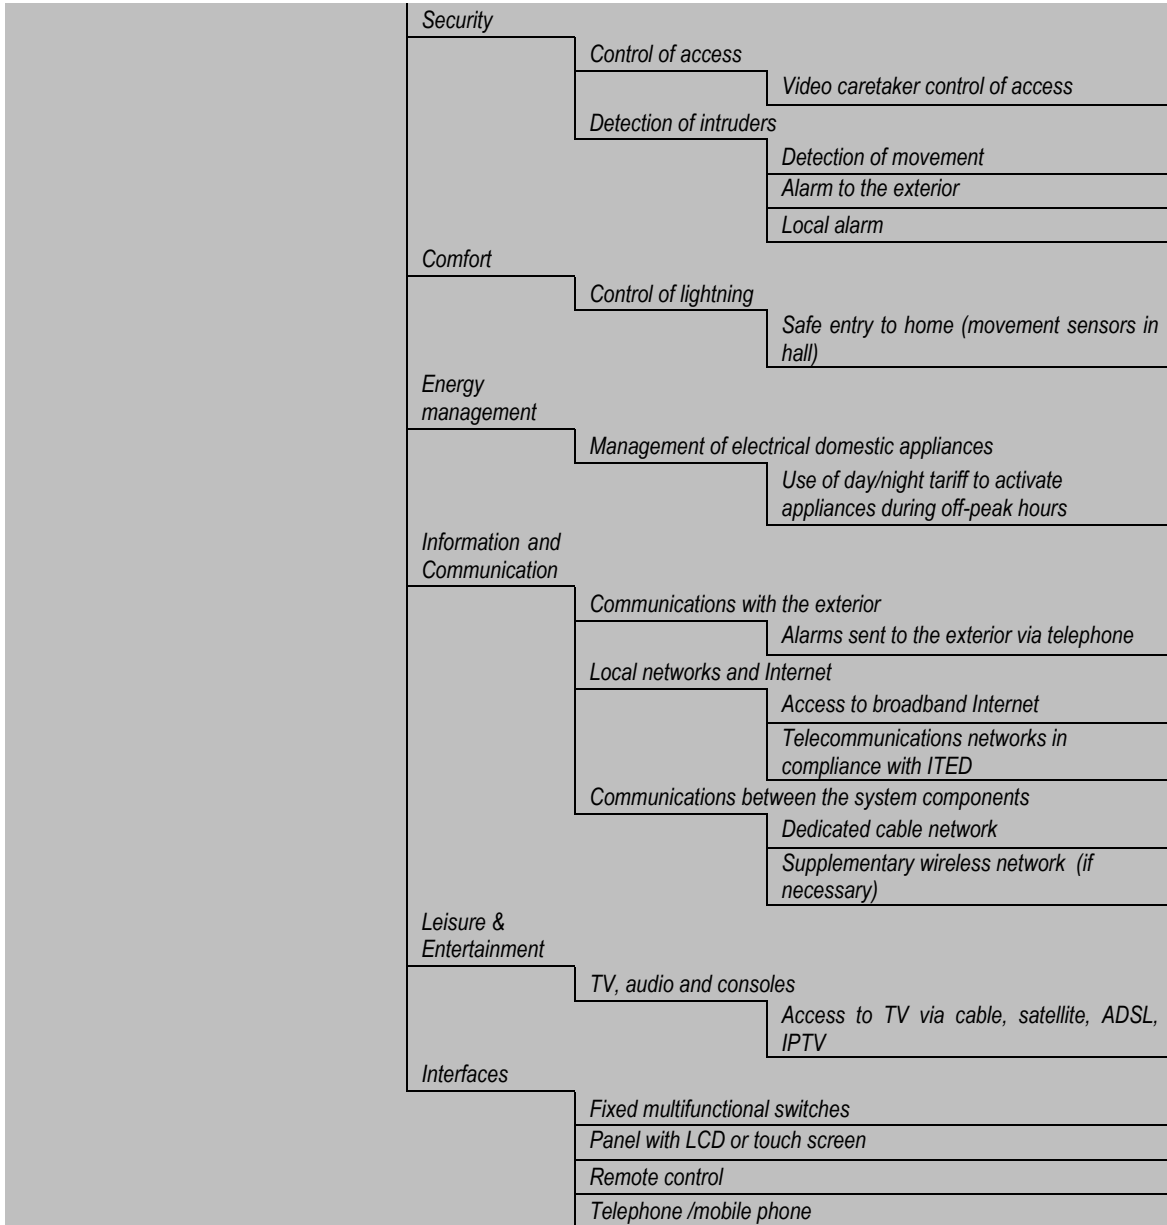 Security
Control of access
Video caretaker control of access
Detection of intruders
Detection of movement
Alarm to the exterior
Local alarm
Comfort
Control of lightning
Safe entry to home (movement sensors in
hall)
Energy
management
Management of electrical domestic appliances
Use of day/night tariff to activate
appliances during off-peak hours
Information and
Communication
Communications with the exterior
Alarms sent to the exterior via telephone
Local networks and Internet
Access to broadband Internet
Telecommunications networks in
compliance with ITED
Communications between the system components
Dedicated cable network
Supplementary wireless network (if
necessary)
Leisure &
Entertainment
TV, audio and consoles
Access to TV via cable, satellite, ADSL,
IPTV
Interfaces
Fixed multifunctional switches
Panel with LCD or touch screen
Remote control
Telephone /mobile phone